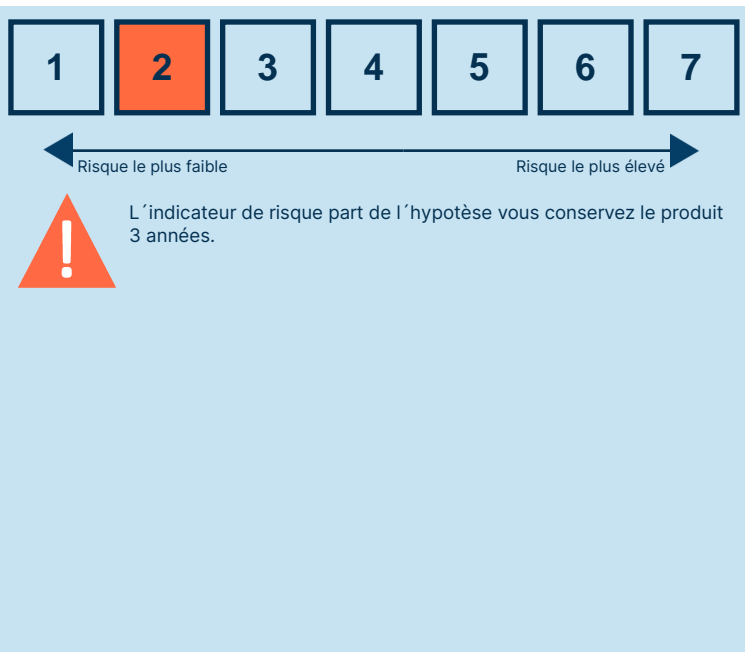 1 2 3 4 5 6 7
Risque le plus faible Risque le plus élevé
L´indicateur de risque part de l´hypotèse vous conservez le produit
3 années.